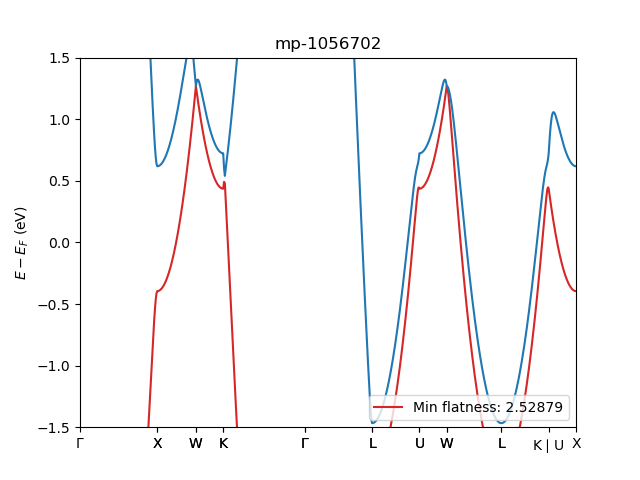 mp-1056702
E − E_F (eV)
1.5
1.0
0.5
0.0
−0.5
−1.0
−1.5
Min flatness: 2.52879
Γ X W K Γ L U W L K | U X